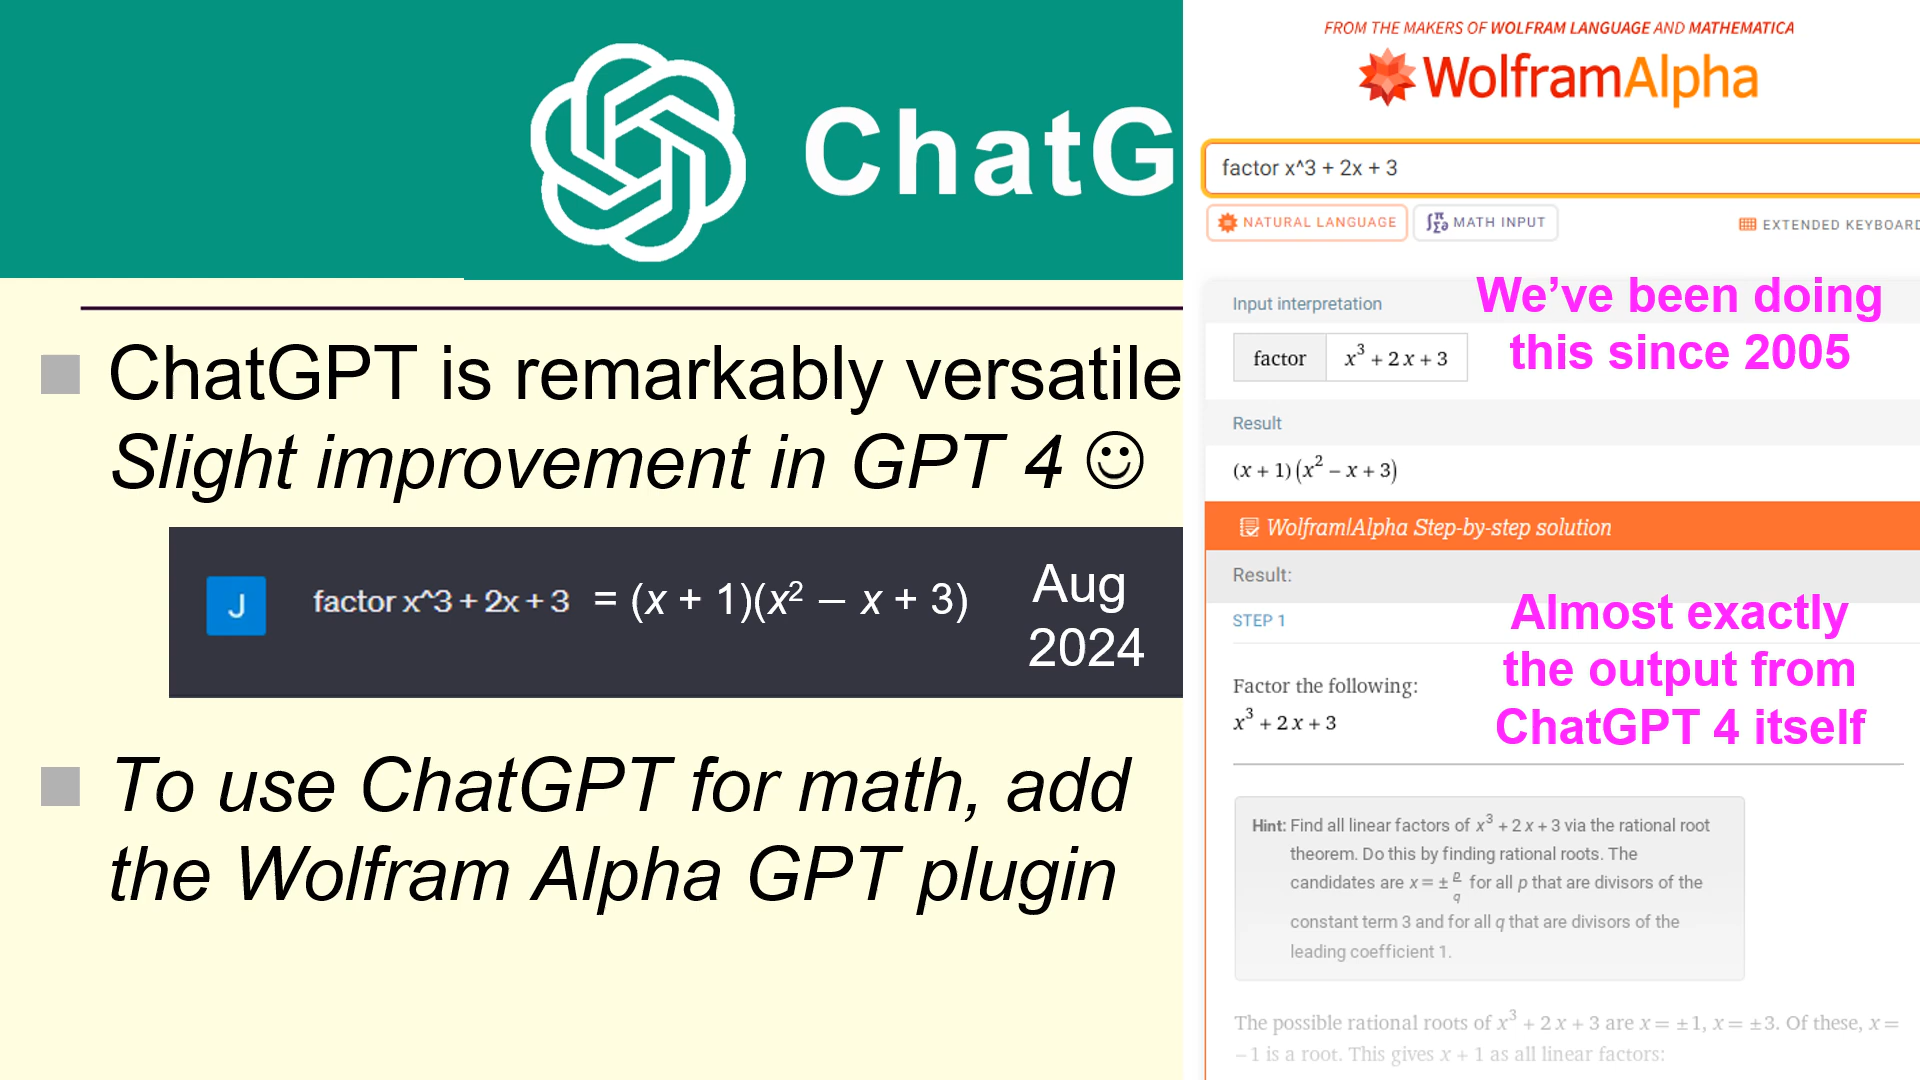 ChatG
ChatGPT is remarkably versatile
Slight improvement in GPT 4 ☺
J factor x^3 + 2x + 3 = (x + 1)(x² – x + 3)
Aug
2024
To use ChatGPT for math, add
the Wolfram Alpha GPT plugin
FROM THE MAKERS OF WOLFRAM LANGUAGE AND MATHEMATICA
WolframAlpha
factor x^3 + 2x + 3
NATURAL LANGUAGE MATH INPUT EXTENDED KEYBOARD
Input interpretation
We’ve been doing
this since 2005
factor x³ + 2 x + 3
Result
(x + 1) (x² – x + 3)
Wolfram|Alpha Step-by-step solution
Result:
STEP 1
Almost exactly
the output from
ChatGPT 4 itself
Factor the following:
x³ + 2 x + 3
Hint: Find all linear factors of x³ + 2 x + 3 via the rational root
theorem. Do this by finding rational roots. The
candidates are x = ± p/q for all p that are divisors of the
constant term 3 and for all q that are divisors of the
leading coefficient 1.
The possible rational roots of x³ + 2 x + 3 are x = ± 1, x = ± 3. Of these, x =
–1 is a root. This gives x + 1 as all linear factors: